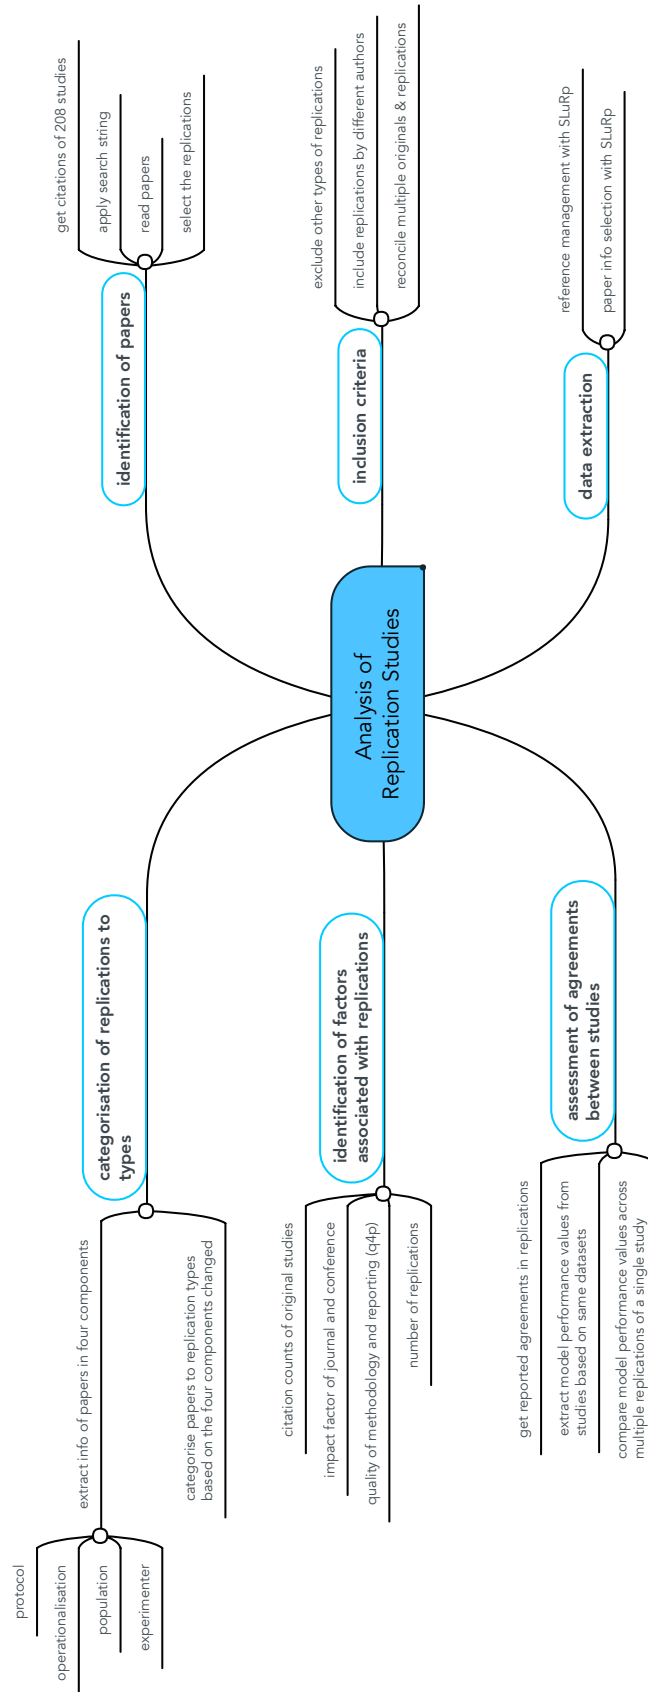 Analysis of
Replication Studies
identification of papers
get citations of 208 studies
apply search string
read papers
select the replications
inclusion criteria
exclude other types of replications
include replications by different authors
reconcile multiple originals & replications
data extraction
reference management with SLuRp
paper info selection with SLuRp
categorisation of replications to
types
extract info of papers in four components
protocol
operationalisation
population
experimenter
categorise papers to replication types
based on the four components changed
identification of factors
associated with replications
citation counts of original studies
impact factor of journal and conference
quality of methodology and reporting (q4p)
number of replications
assessment of agreements
between studies
get reported agreements in replications
extract model performance values from
studies based on same datasets
compare model performance values across
multiple replications of a single study